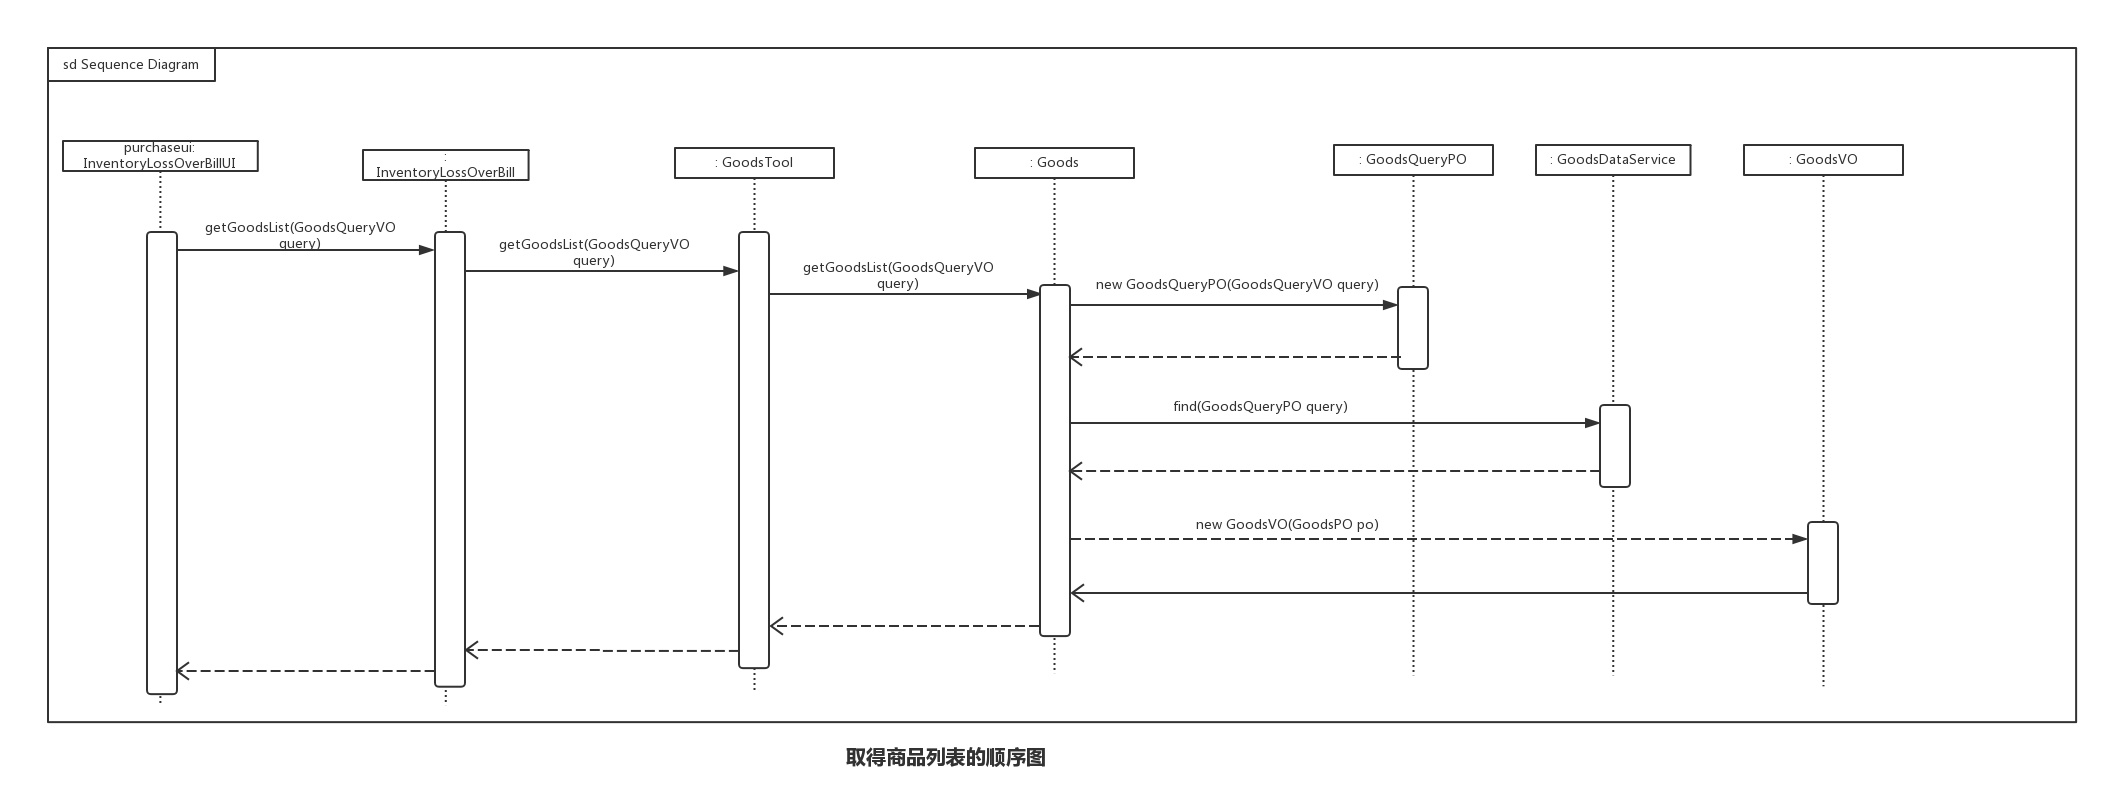 sd Sequence Diagram
purchaseui:
InventoryLossOverBillUI
:
InventoryLossOverBill
: GoodsTool
: Goods
: GoodsQueryPO
: GoodsDataService
: GoodsVO
getGoodsList(GoodsQueryVO
query)
getGoodsList(GoodsQueryVO
query)
getGoodsList(GoodsQueryVO
query)
new GoodsQueryPO(GoodsQueryVO query)
find(GoodsQueryPO query)
new GoodsVO(GoodsPO po)
取得商品列表的顺序图